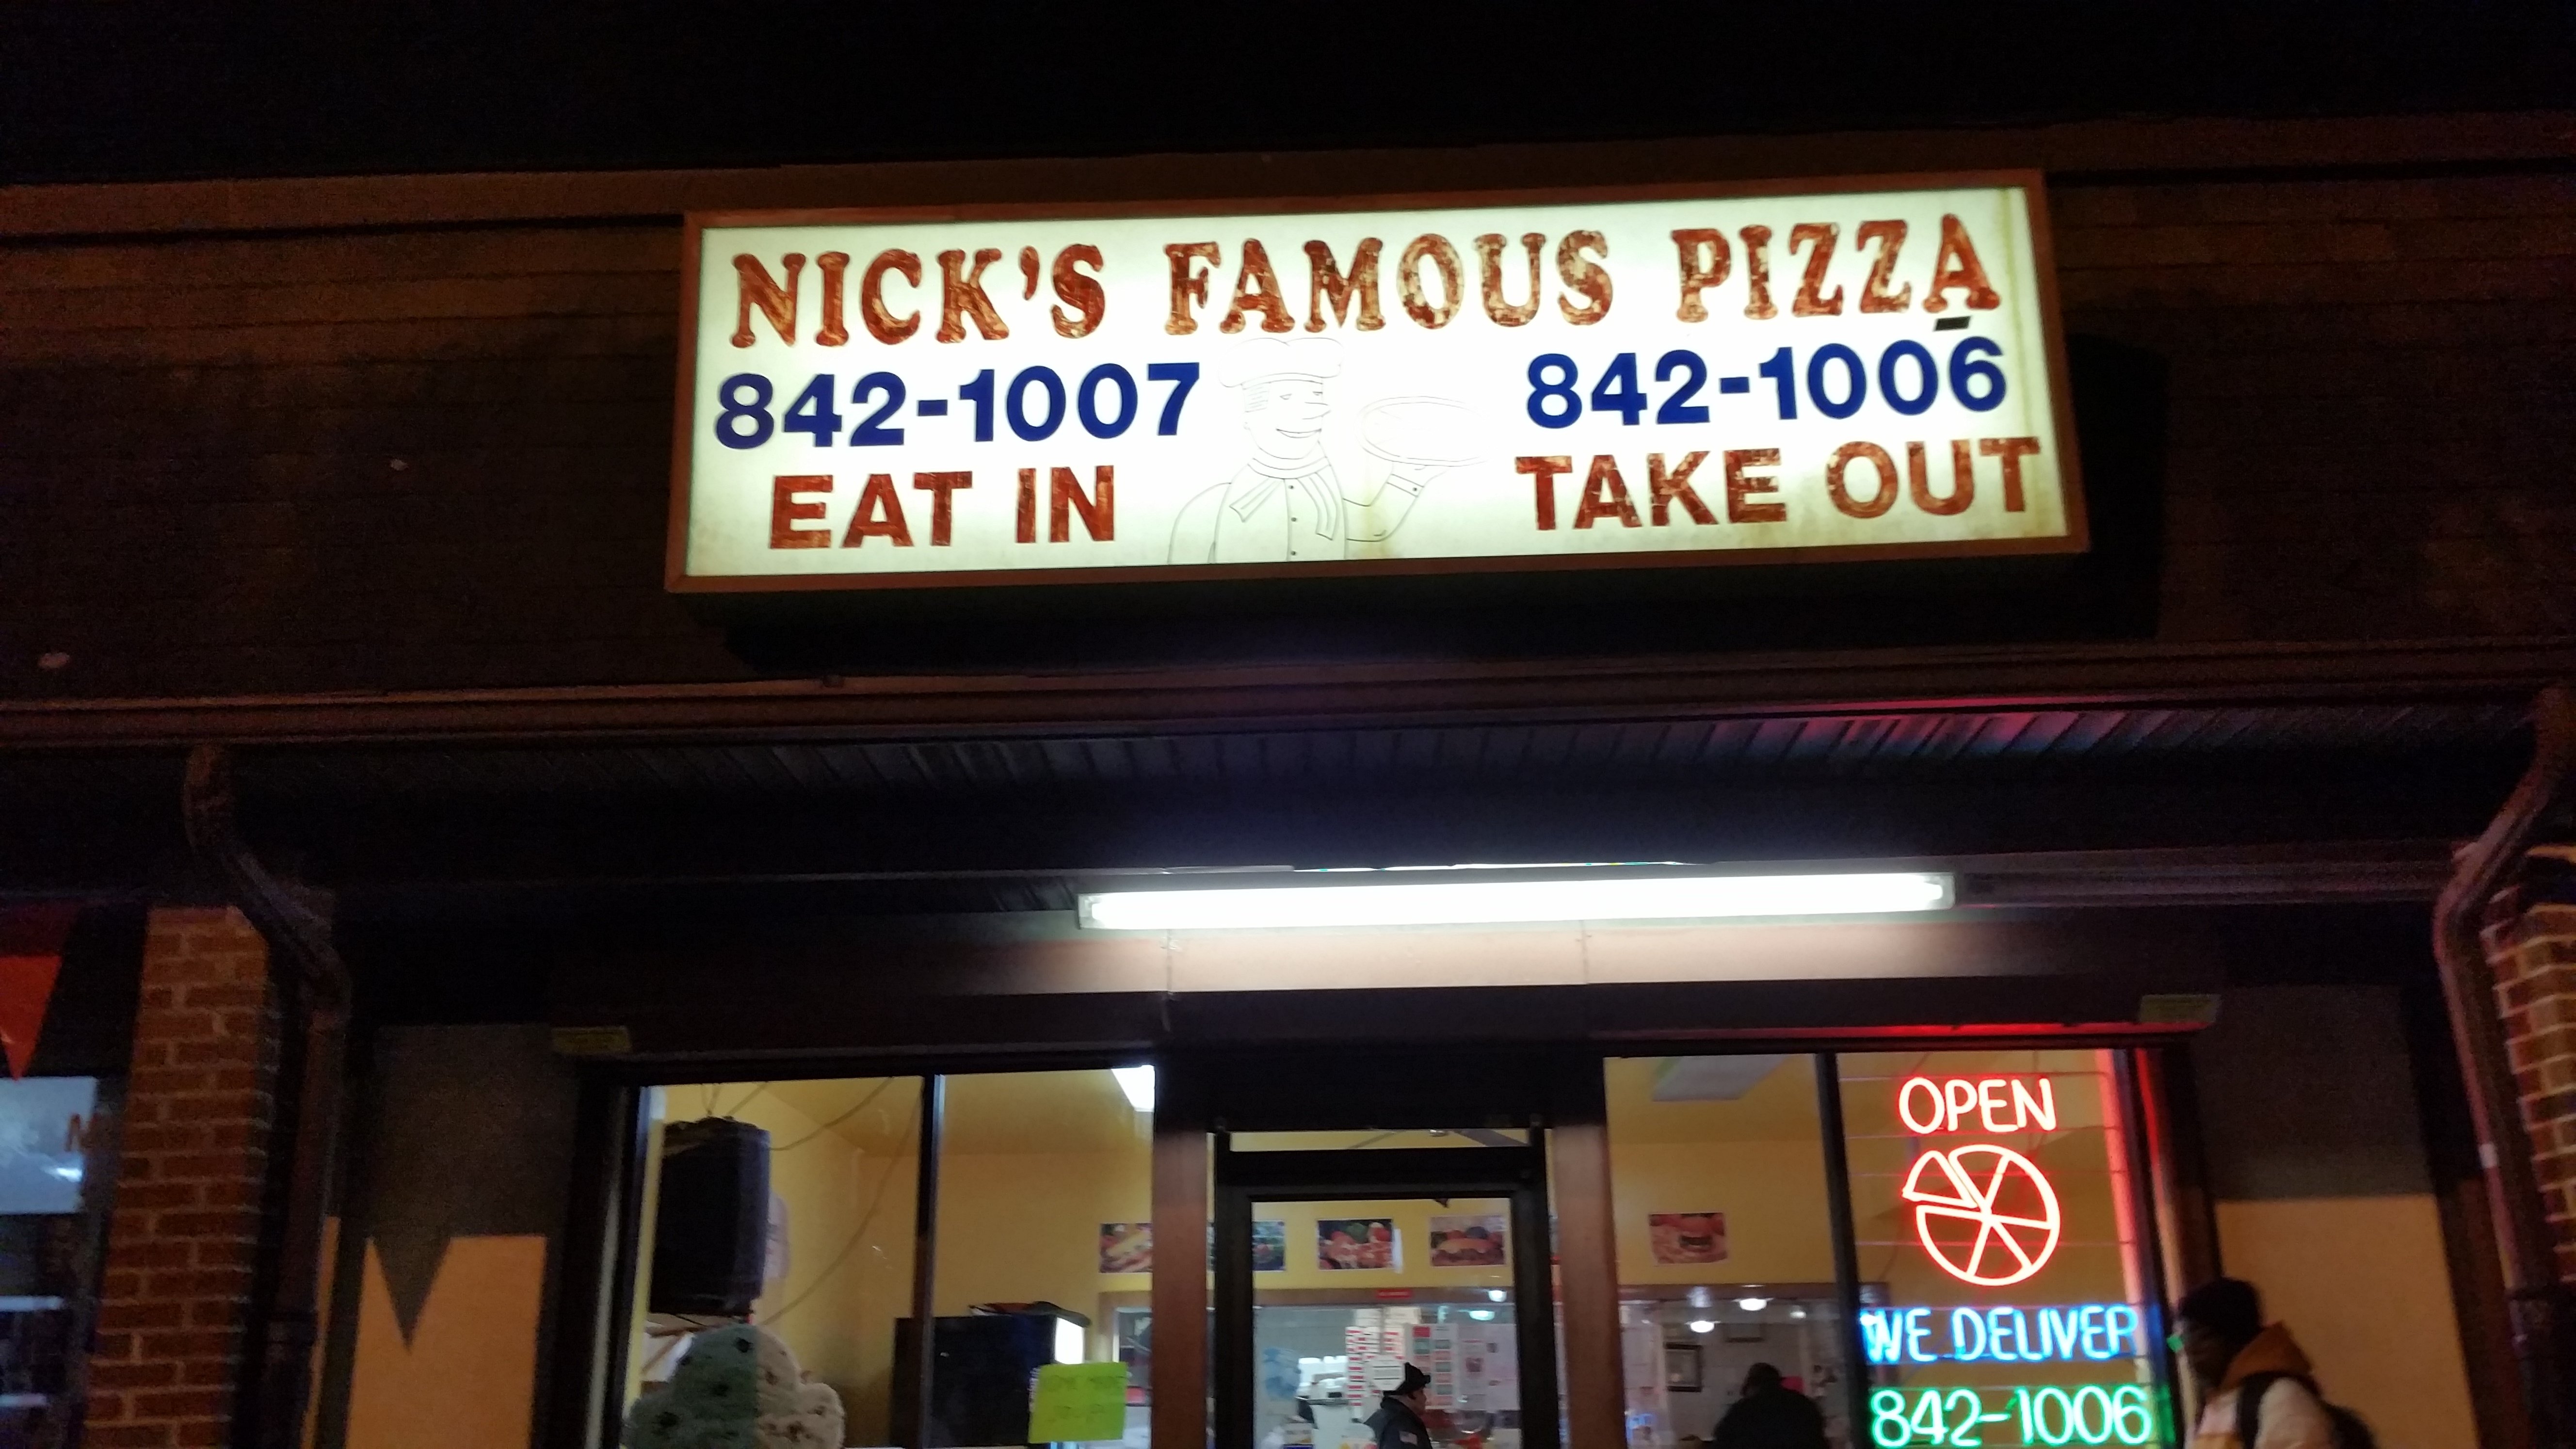 NICK'S FAMOUS PIZZA
842-1007
842-1006
EAT IN
TAKE OUT
OPEN
WE DELIVER
842-1006